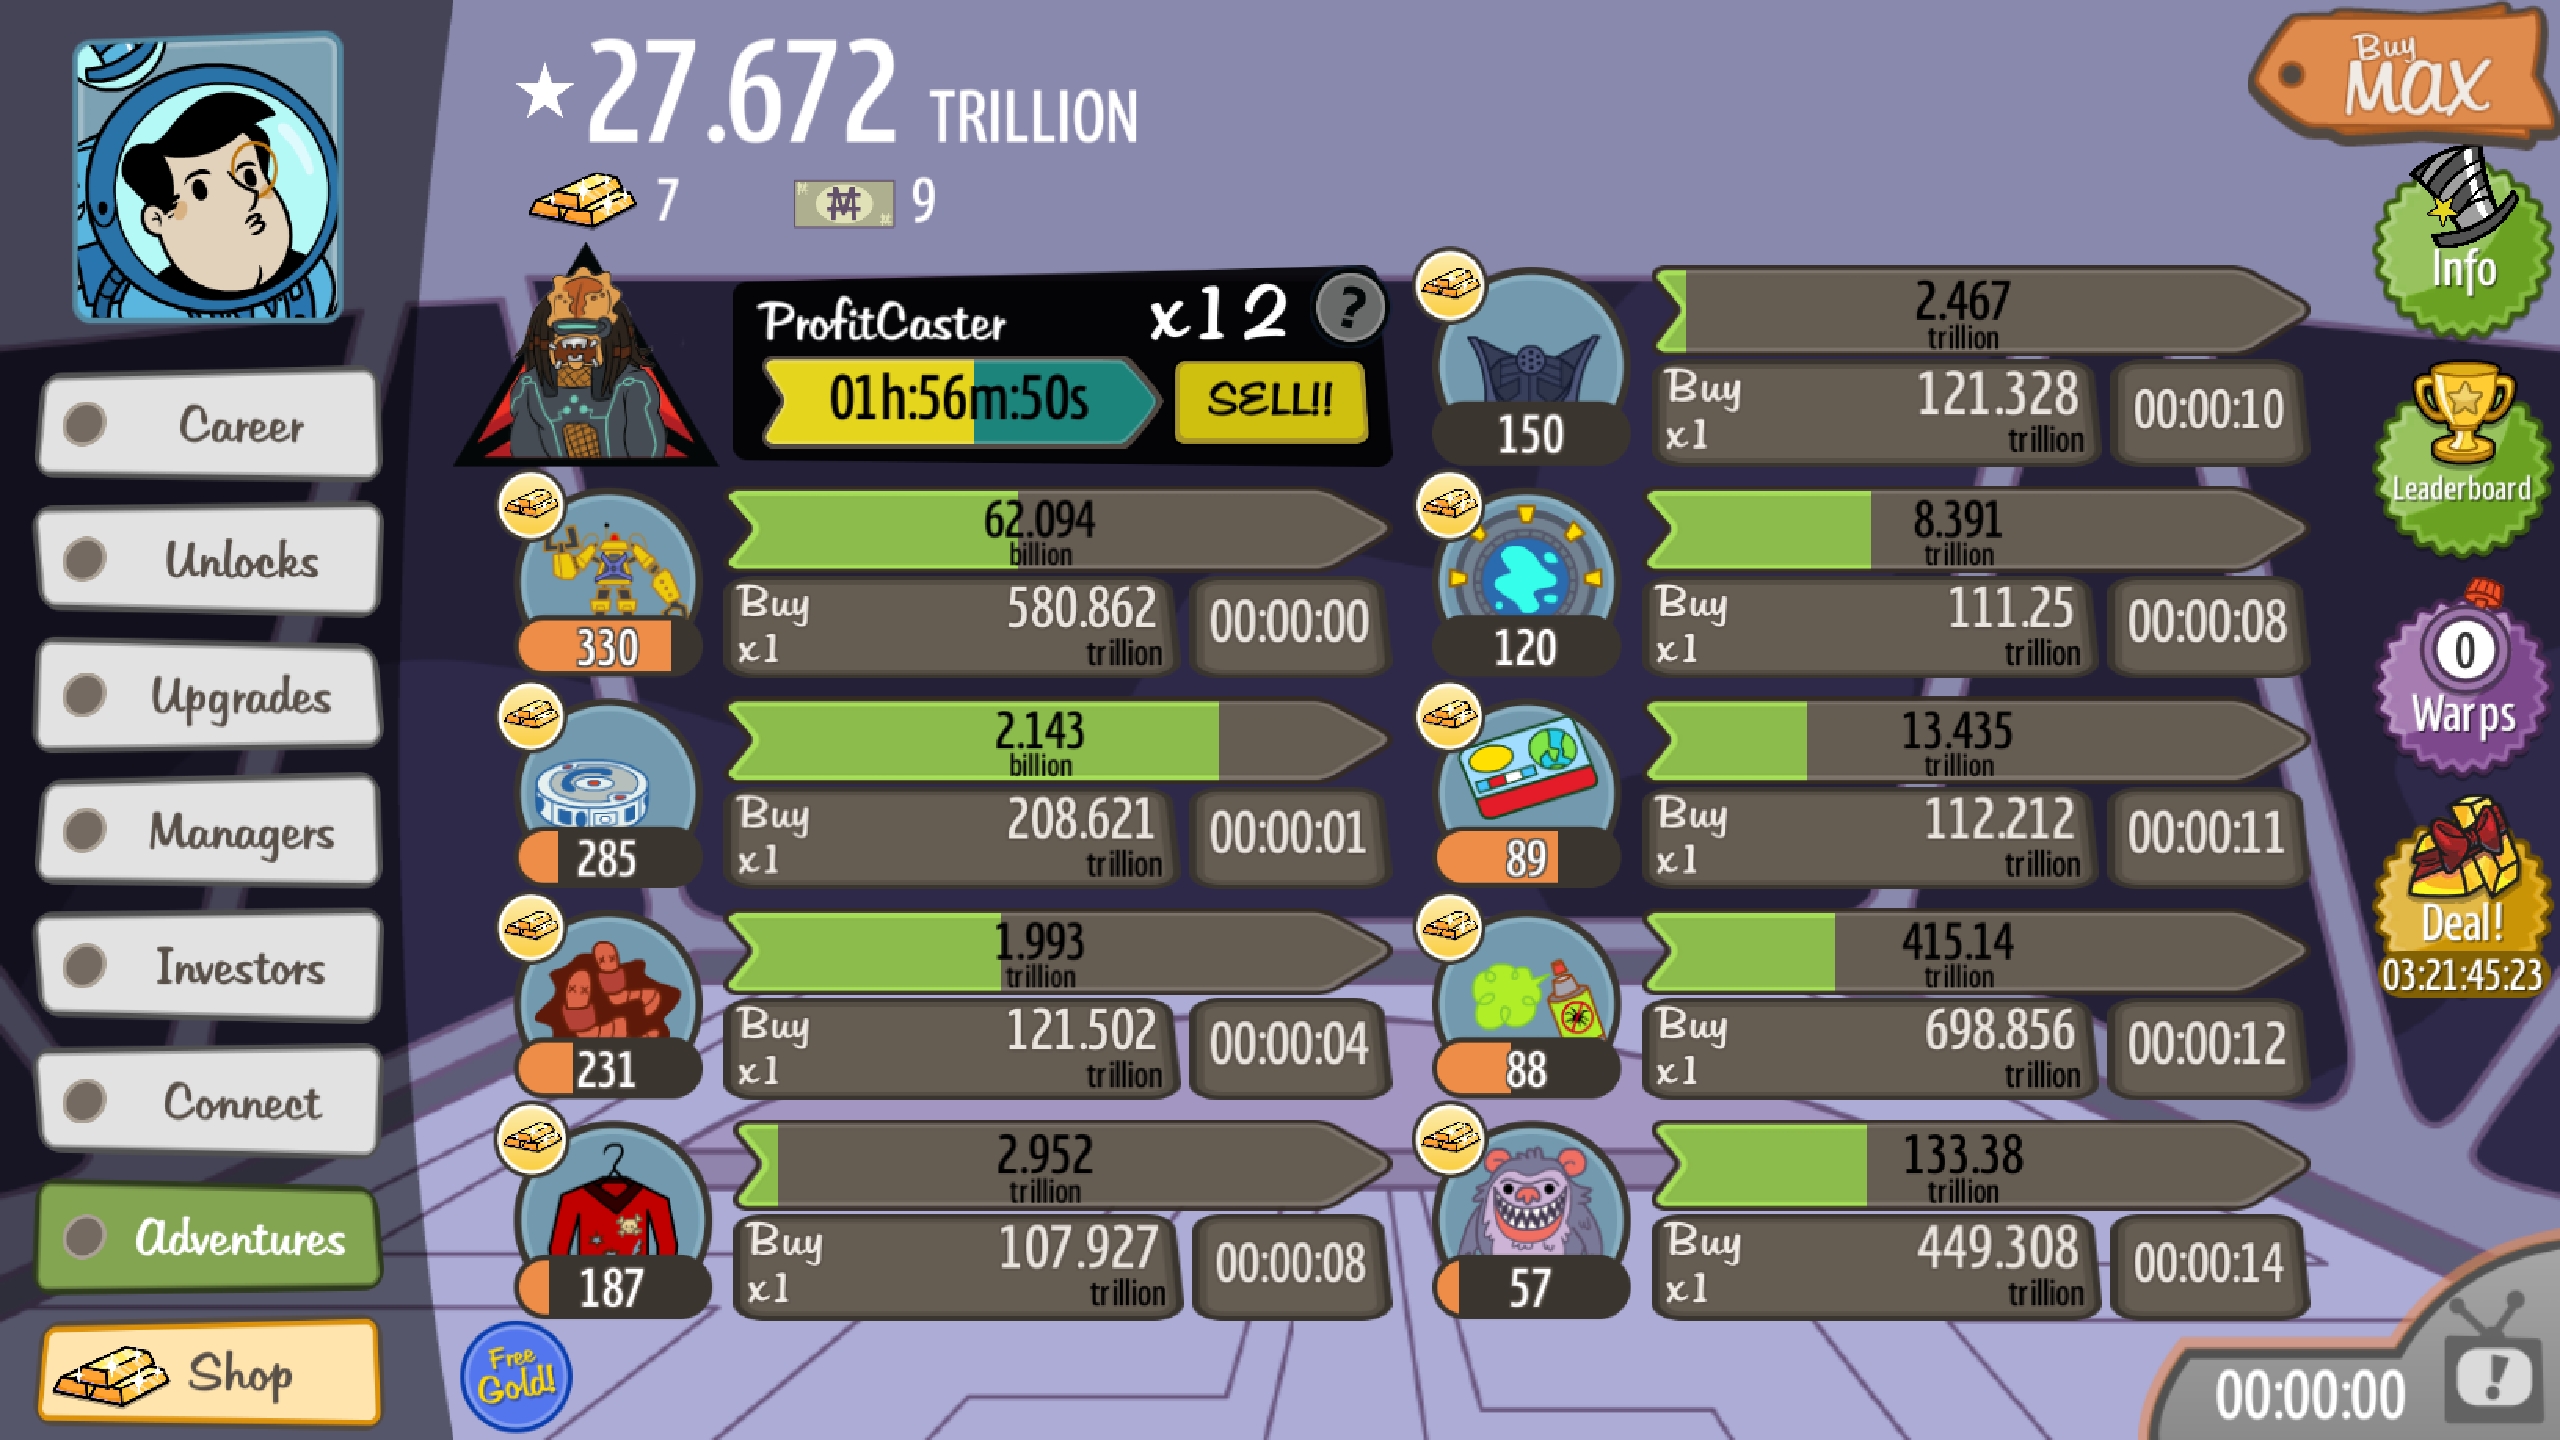 27.672 TRILLION
7
9
Buy
MAX
Career
Unlocks
Upgrades
Managers
Investors
Connect
Adventures
Shop
Free
Gold!
ProfitCaster x12 ?
01h:56m:50s SELL!!
330
62.094
billion
Buy
x1
580.862
trillion
00:00:00
285
2.143
billion
Buy
x1
208.621
trillion
00:00:01
231
1.993
trillion
Buy
x1
121.502
trillion
00:00:04
187
2.952
trillion
Buy
x1
107.927
trillion
00:00:08
150
2.467
trillion
Buy
x1
121.328
trillion
00:00:10
120
8.391
trillion
Buy
x1
111.25
trillion
00:00:08
89
13.435
trillion
Buy
x1
112.212
trillion
00:00:11
88
415.14
trillion
Buy
x1
698.856
trillion
00:00:12
57
133.38
trillion
Buy
x1
449.308
trillion
00:00:14
Info
Leaderboard
0
Warps
Deal!
03:21:45:23
00:00:00
!